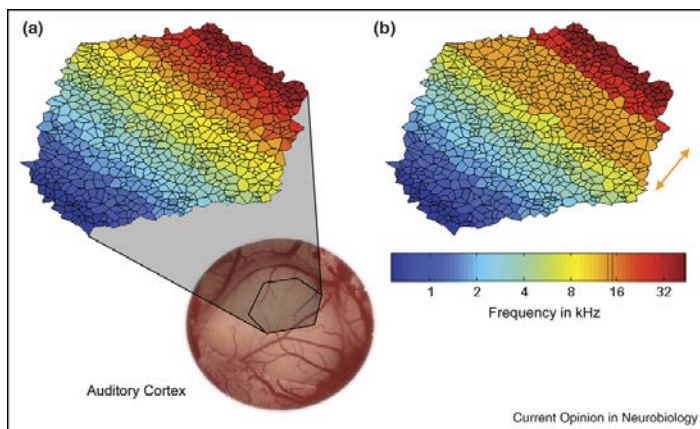 (a)
(b)
1 2 4 8 16 32
Frequency in kHz
Auditory Cortex
Current Opinion in Neurobiology